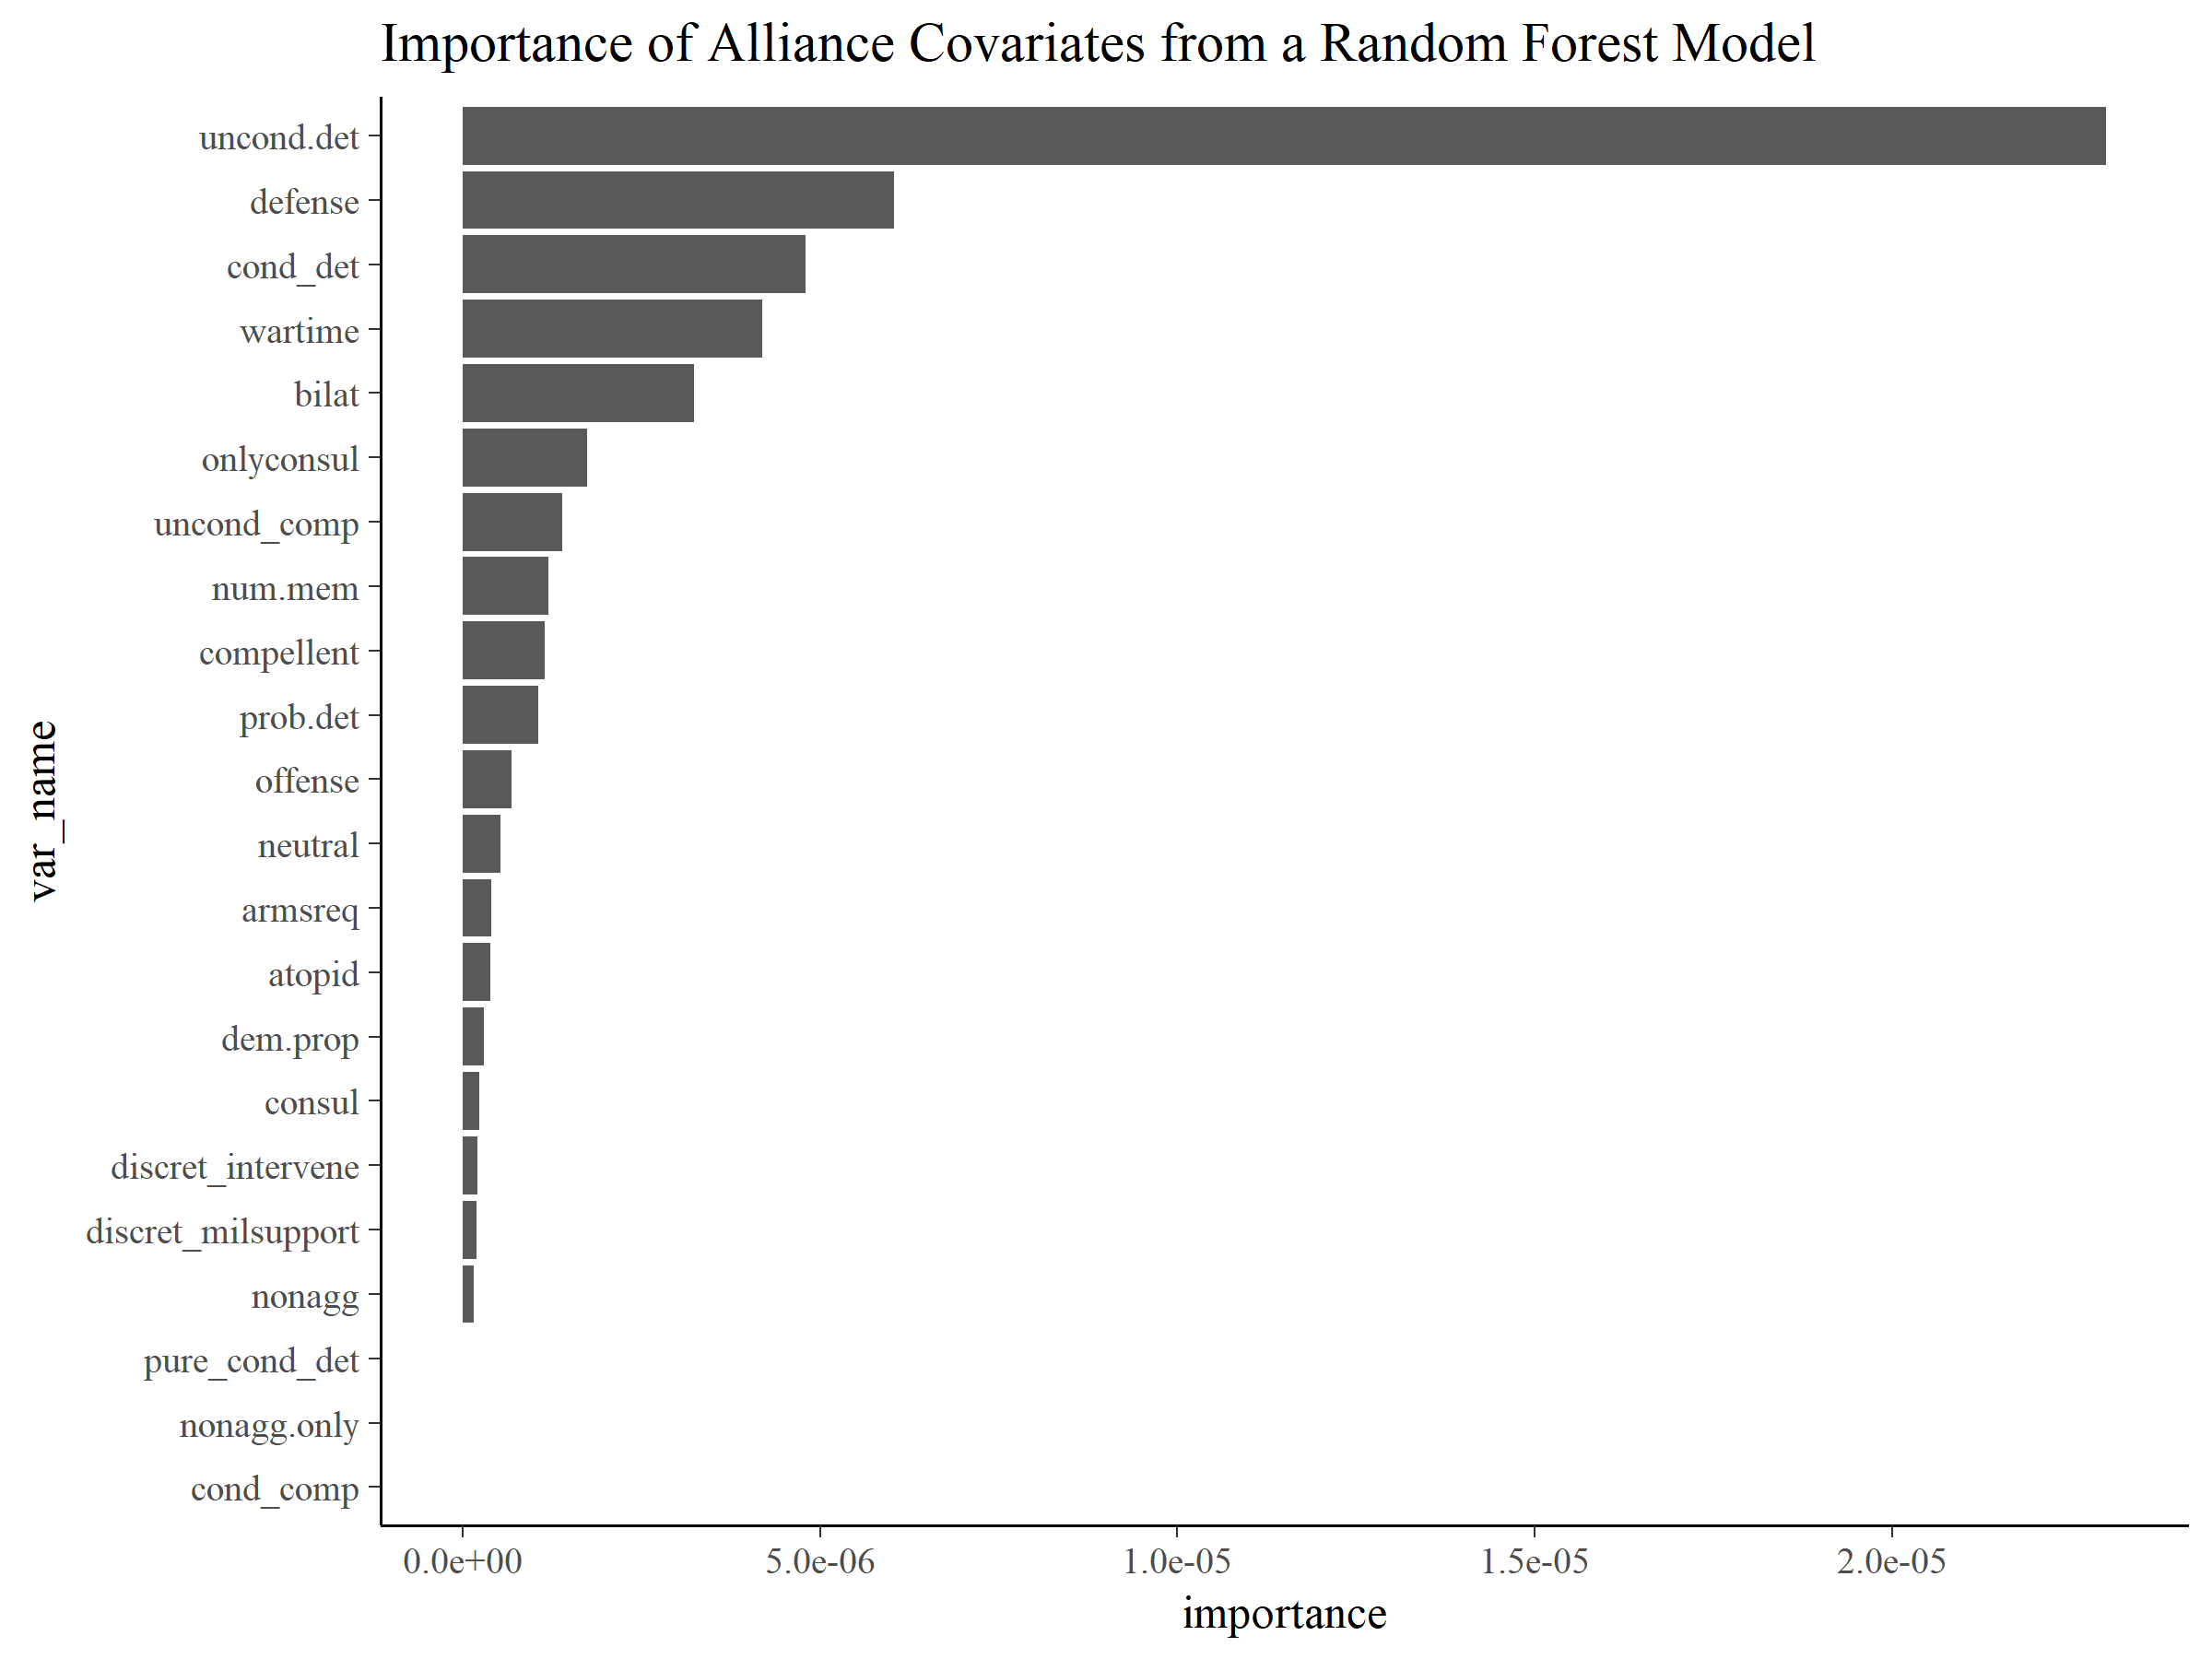 Importance of Alliance Covariates from a Random Forest Model
uncond.det
defense
cond_det
wartime
bilat
onlyconsul
uncond_comp
num.mem
compellent
prob.det
offense
neutral
armsreq
atopid
dem.prop
consul
discret_intervene
discret_milsupport
nonagg
pure_cond_det
nonagg.only
cond_comp
var_name
0.0e+00 5.0e-06 1.0e-05 1.5e-05 2.0e-05
importance